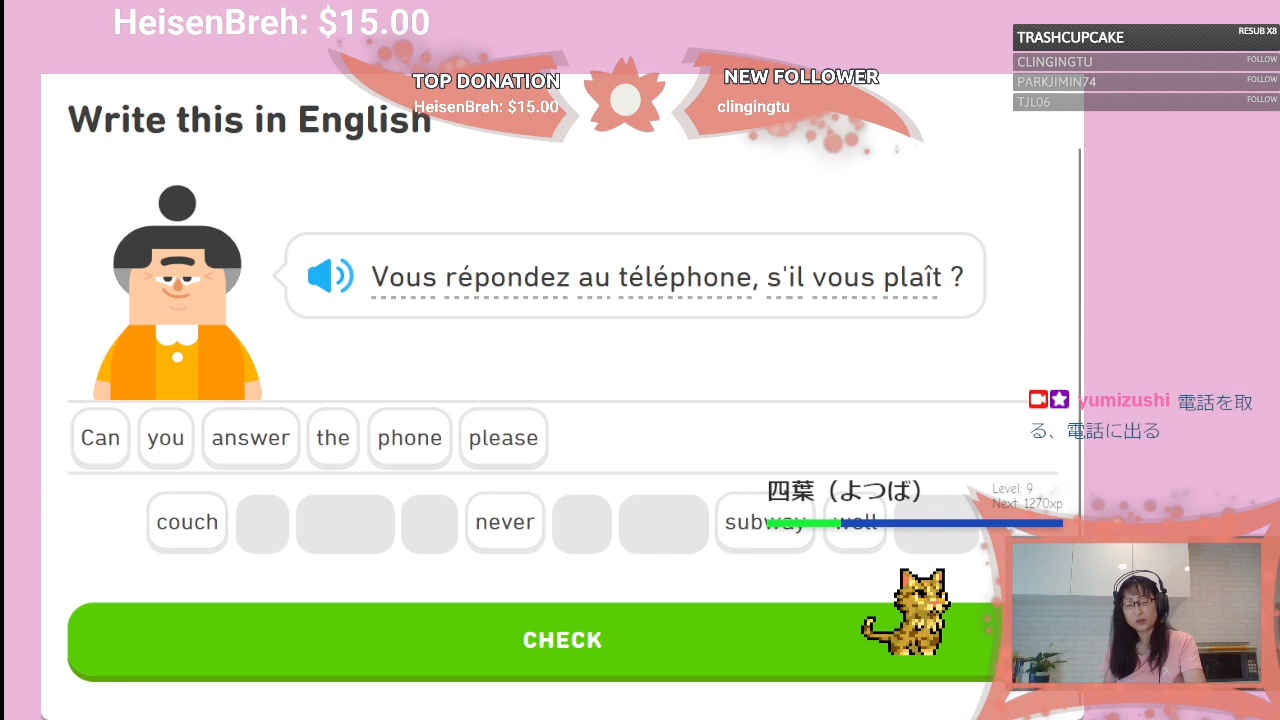 HeisenBreh: $15.00
TOP DONATION
HeisenBreh: $15.00
NEW FOLLOWER
clingingtu
TRASHCUPCAKE RESUB X8
CLINGINGTU FOLLOW
PARKJIMIN74 FOLLOW
TJL06 FOLLOW
Write this in English
Vous répondez au téléphone, s'il vous plaît ?
Can you answer the phone please
yumizushi 電話を取
る、電話に出る
couch never subway well
四葉（よつば）
Level: 9
Next: 1270xp
CHECK